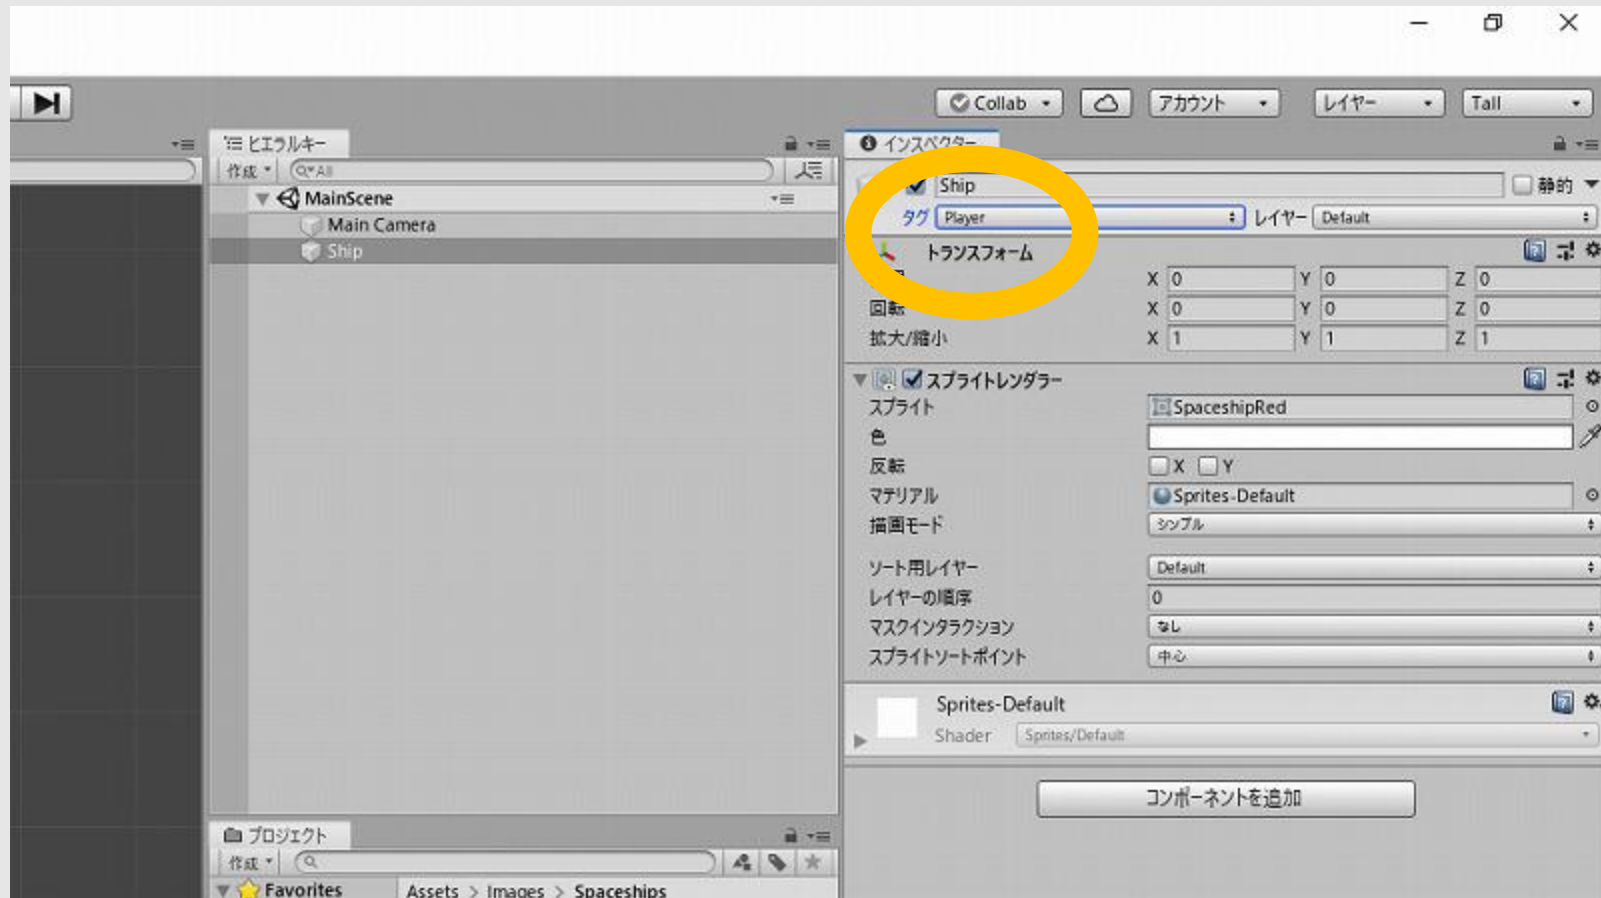 Collab
アカウント
レイヤー
Tall
ヒエラルキー
作成
All
MainScene
Main Camera
Ship
インスペクター
Ship
静的
タグ Player
レイヤー Default
トランスフォーム
X 0 Y 0 Z 0
回転 X 0 Y 0 Z 0
拡大/縮小 X 1 Y 1 Z 1
スプライトレンダラー
スプライト SpaceshipRed
色
反転 X Y
マテリアル Sprites-Default
描画モード シンプル
ソート用レイヤー Default
レイヤーの順序 0
マスクインタラクション なし
スプライトソートポイント 中心
Sprites-Default
Shader Sprites/Default
コンポーネントを追加
プロジェクト
作成
Favorites
Assets > Images > Spaceships